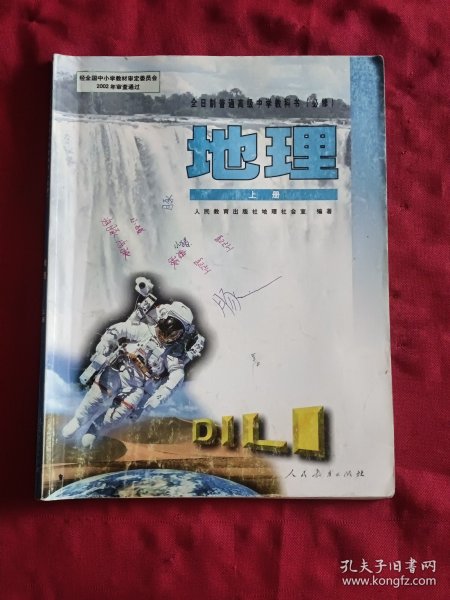 经全国中小学教材审定委员会
2002年审查通过
全日制普通高级中学教科书(必修)
地理
上册
人民教育出版社地理社会室 编著
DILI
人民教育出版社
孔夫子旧书网
www.kongfz.com